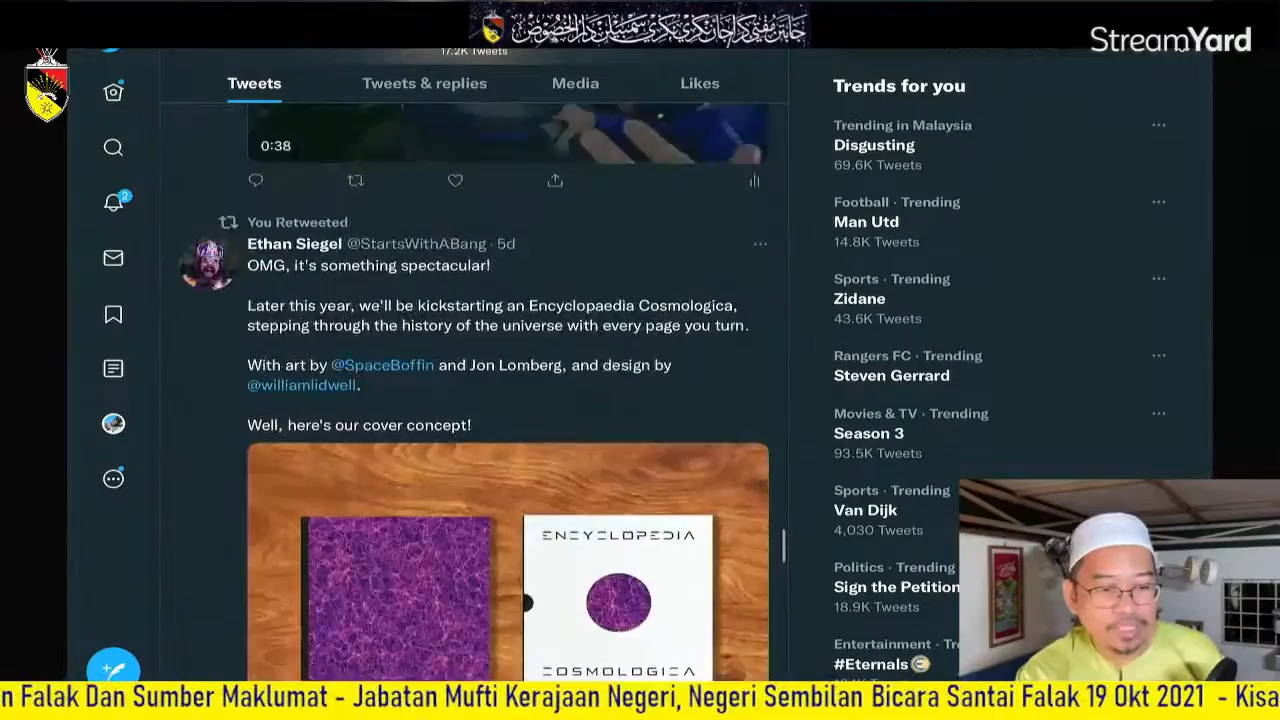 StreamYard
17.2K Tweets
Tweets
Tweets & replies
Media
Likes
0:38
2
You Retweeted
Ethan Siegel @StartsWithABang · 5d
OMG, it's something spectacular!
Later this year, we'll be kickstarting an Encyclopaedia Cosmologica,
stepping through the history of the universe with every page you turn.
With art by @SpaceBoffin and Jon Lomberg, and design by
@williamlidwell.
Well, here's our cover concept!
ENCYCLOPEDIA
COSMOLOGICA
Trends for you
Trending in Malaysia
Disgusting
69.6K Tweets
Football · Trending
Man Utd
14.8K Tweets
Sports · Trending
Zidane
43.6K Tweets
Rangers FC · Trending
Steven Gerrard
Movies & TV · Trending
Season 3
93.5K Tweets
Sports · Trending
Van Dijk
4,030 Tweets
Politics · Trending
Sign the Petition
18.9K Tweets
Entertainment · Tre
#Eternals
n Falak Dan Sumber Maklumat - Jabatan Mufti Kerajaan Negeri, Negeri Sembilan Bicara Santai Falak 19 Okt 2021 - Kisa